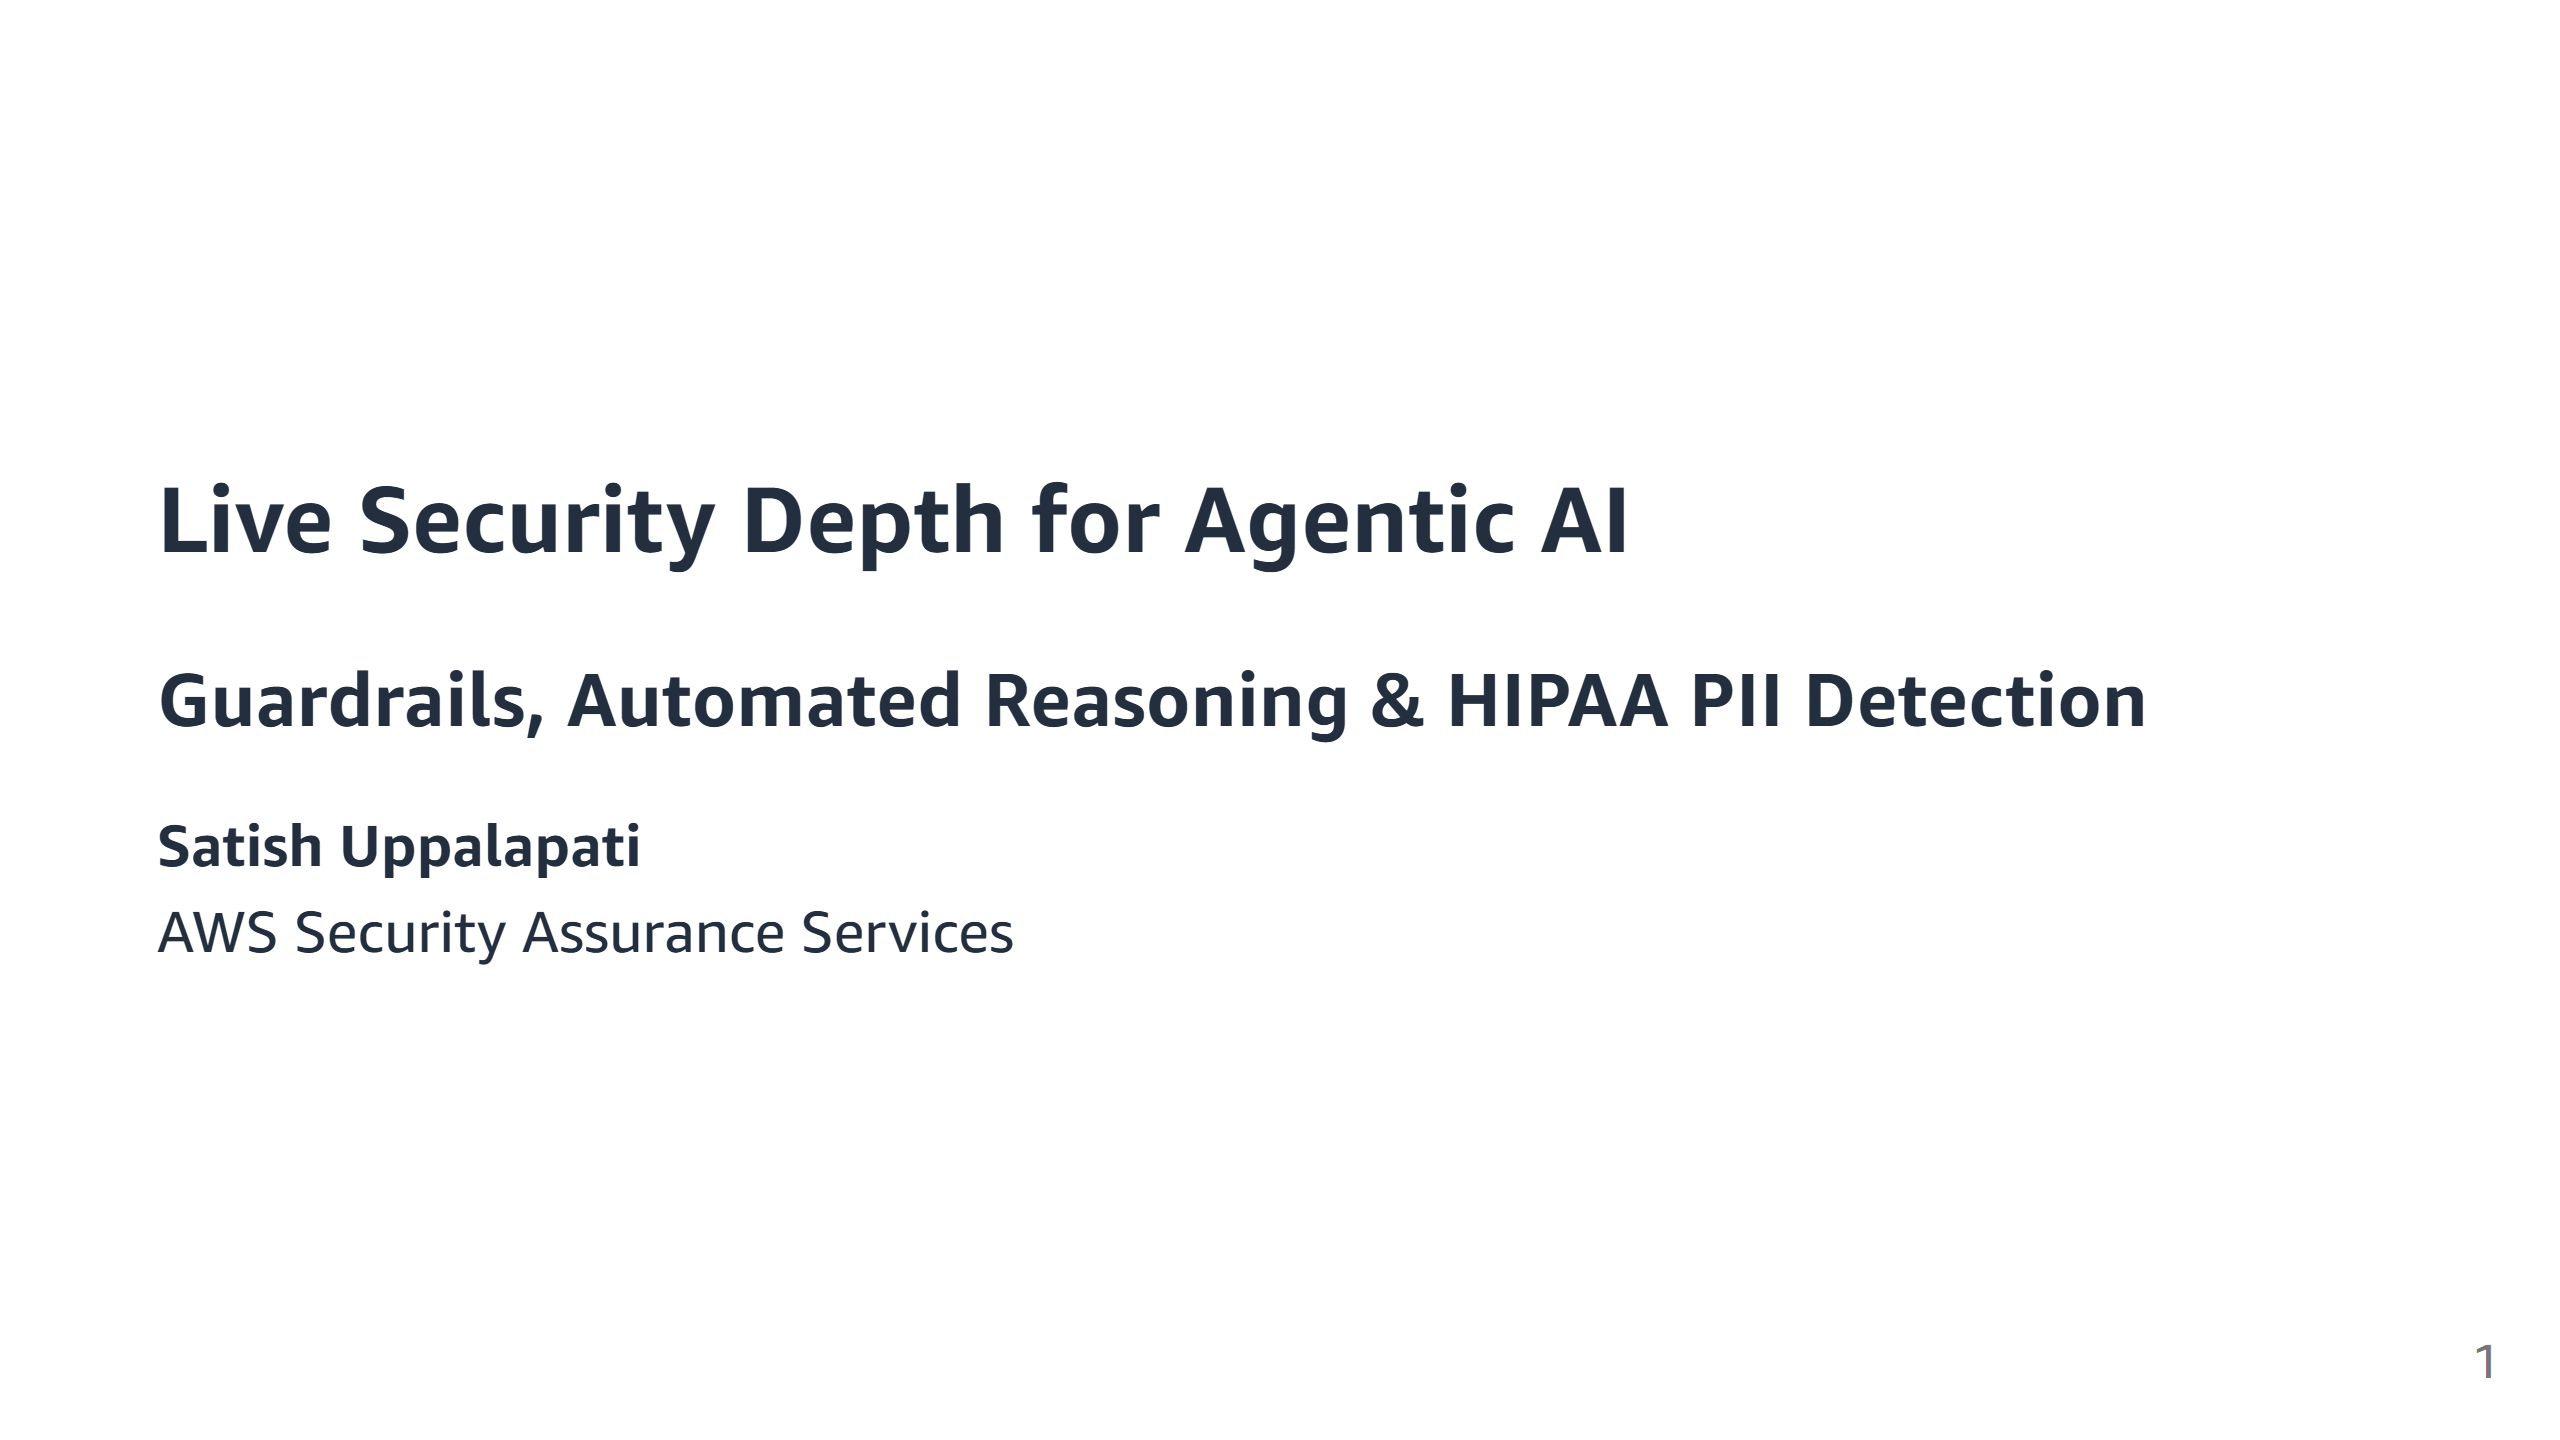 Live Security Depth for Agentic AI
Guardrails, Automated Reasoning & HIPAA PII Detection
Satish Uppalapati
AWS Security Assurance Services
1